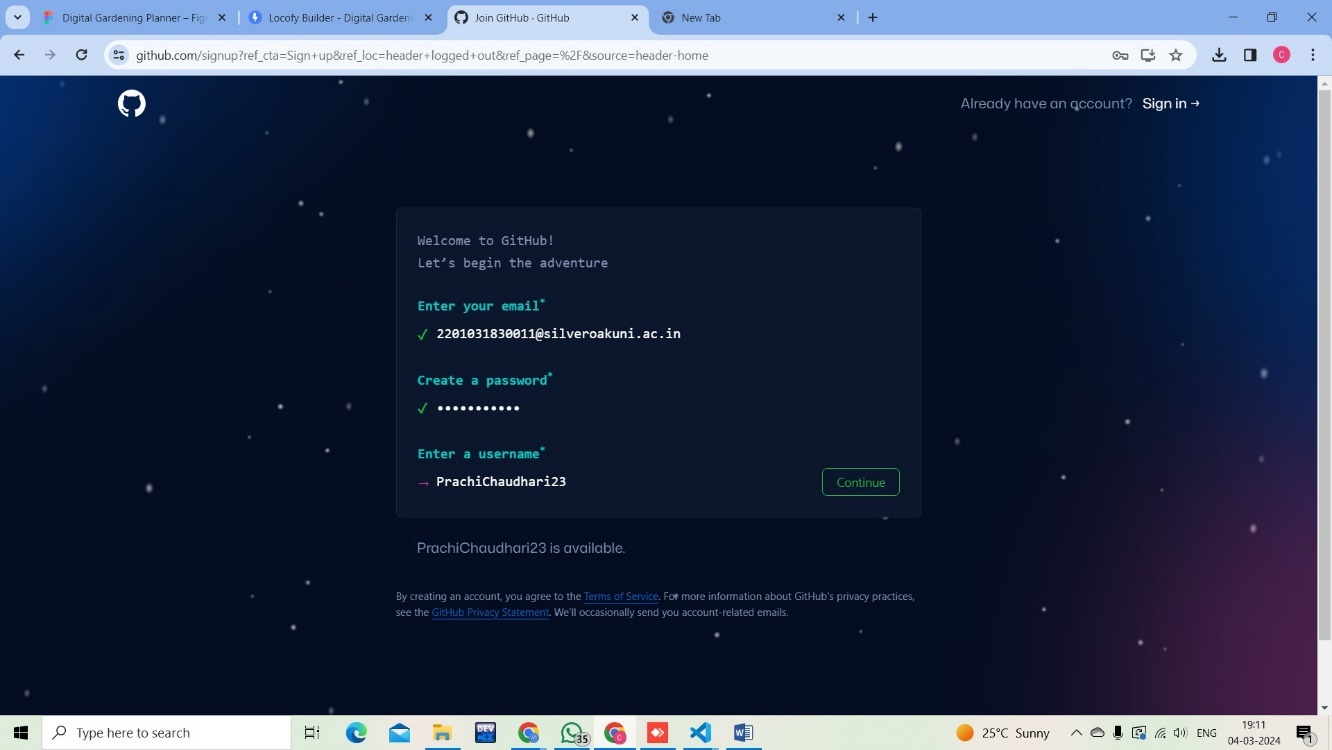 Digital Gardening Planner – Fig
Locofy Builder - Digital Garden
Join GitHub · GitHub
New Tab
github.com/signup?ref_cta=Sign+up&ref_loc=header+logged+out&ref_page=%2F&source=header-home
C
Already have an account? Sign in →
Welcome to GitHub!
Let's begin the adventure
Enter your email*
✓ 2201031830011@silveroakuni.ac.in
Create a password*
✓ •••••••••••
Enter a username*
→ PrachiChaudhari23
Continue
PrachiChaudhari23 is available.
By creating an account, you agree to the Terms of Service. For more information about GitHub's privacy practices,
see the GitHub Privacy Statement. We'll occasionally send you account-related emails.
Type here to search
DEV
35
C
25°C Sunny
ENG
19:11
04-03-2024
1